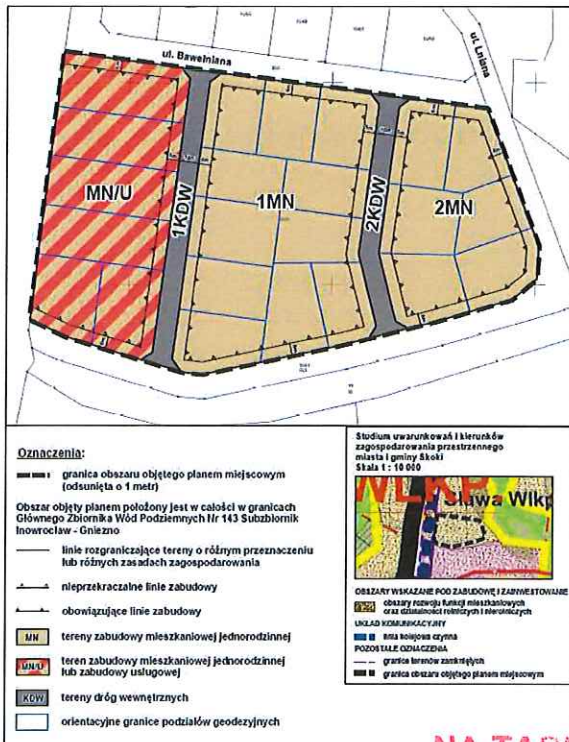 ul. Bawełniana
ul. Lniana
MN/U
1KDW
1MN
2KDW
2MN
Oznaczenia:
granica obszaru objętego planem miejscowym
(odsunięta o 1 metr)
Obszar objęty planem położony jest w całości w granicach
Głównego Zbiornika Wód Podziemnych Nr 143 Subzbiornik
Inowrocław - Gniezno
linie rozgraniczające tereny o różnym przeznaczeniu
lub różnych zasadach zagospodarowania
nieprzekraczalne linie zabudowy
obowiązujące linie zabudowy
MN tereny zabudowy mieszkaniowej jednorodzinnej
MN/U teren zabudowy mieszkaniowej jednorodzinnej
lub zabudowy usługowej
KDW tereny dróg wewnętrznych
orientacyjne granice podziałów geodezyjnych
Studium uwarunkowań i kierunków
zagospodarowania przestrzennego
miasta i gminy Skoki
Skala 1 : 10 000
WLKP.
Sława Wlkp
OBSZARY WSKAZANE POD ZABUDOWĘ I ZAINWESTOWANIE
obszary rozwoju funkcji mieszkaniowych
oraz działalności rolniczych i nierolniczych
UKŁAD KOMUNIKACYJNY
linia kolejowa czynna
POZOSTAŁE OZNACZENIA
granice terenów zamkniętych
granica obszaru objętego planem miejscowym